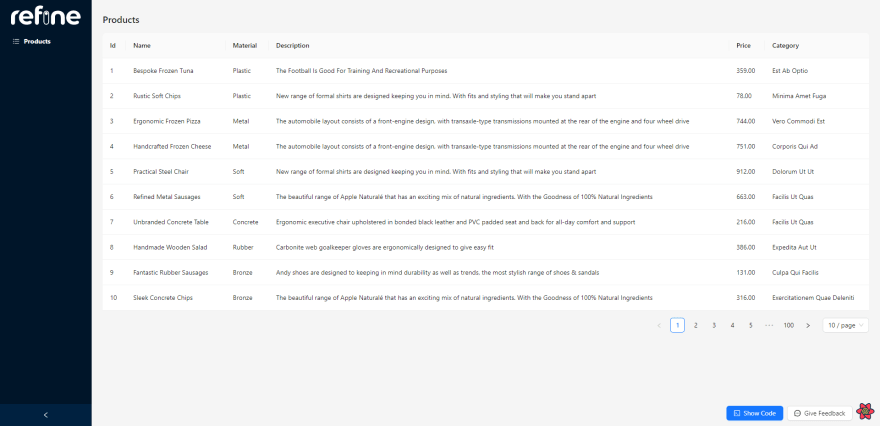 refine
Products
Products
Id Name Material Description Price Category
1 Bespoke Frozen Tuna Plastic The Football Is Good For Training And Recreational Purposes 359.00 Est Ab Optio
2 Rustic Soft Chips Plastic New range of formal shirts are designed keeping you in mind. With fits and styling that will make you stand apart 78.00 Minima Amet Fuga
3 Ergonomic Frozen Pizza Metal The automobile layout consists of a front-engine design, with transaxle-type transmissions mounted at the rear of the engine and four wheel drive 744.00 Vero Commodi Est
4 Handcrafted Frozen Cheese Metal The automobile layout consists of a front-engine design, with transaxle-type transmissions mounted at the rear of the engine and four wheel drive 751.00 Corporis Qui Ad
5 Practical Steel Chair Soft New range of formal shirts are designed keeping you in mind. With fits and styling that will make you stand apart 912.00 Dolorum Ut Ut
6 Refined Metal Sausages Soft The beautiful range of Apple Naturalé that has an exciting mix of natural ingredients. With the Goodness of 100% Natural Ingredients 663.00 Facilis Ut Quas
7 Unbranded Concrete Table Concrete Ergonomic executive chair upholstered in bonded black leather and PVC padded seat and back for all-day comfort and support 216.00 Facilis Ut Quas
8 Handmade Wooden Salad Rubber Carbonite web goalkeeper gloves are ergonomically designed to give easy fit 386.00 Expedita Aut Ut
9 Fantastic Rubber Sausages Bronze Andy shoes are designed to keeping in mind durability as well as trends, the most stylish range of shoes & sandals 131.00 Culpa Qui Facilis
10 Sleek Concrete Chips Bronze The beautiful range of Apple Naturalé that has an exciting mix of natural ingredients. With the Goodness of 100% Natural Ingredients 316.00 Exercitationem Quae Deleniti
< 1 2 3 4 5 ••• 100 > 10 / page
Show Code Give Feedback